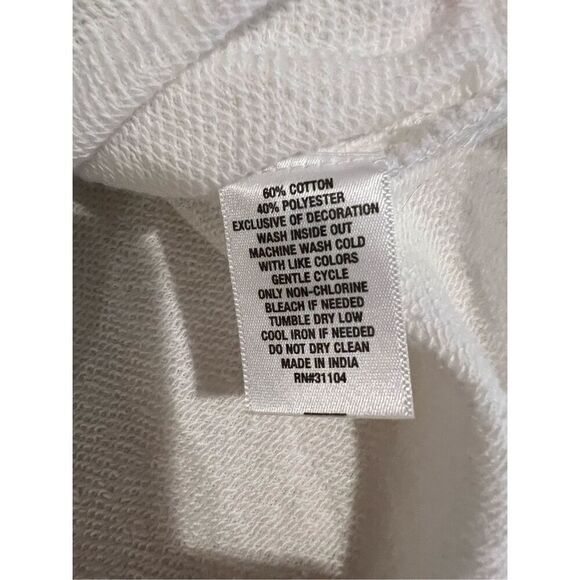 60% COTTON
40% POLYESTER
EXCLUSIVE OF DECORATION
WASH INSIDE OUT
MACHINE WASH COLD
WITH LIKE COLORS
GENTLE CYCLE
ONLY NON-CHLORINE
BLEACH IF NEEDED
TUMBLE DRY LOW
COOL IRON IF NEEDED
DO NOT DRY CLEAN
MADE IN INDIA
RN#31104